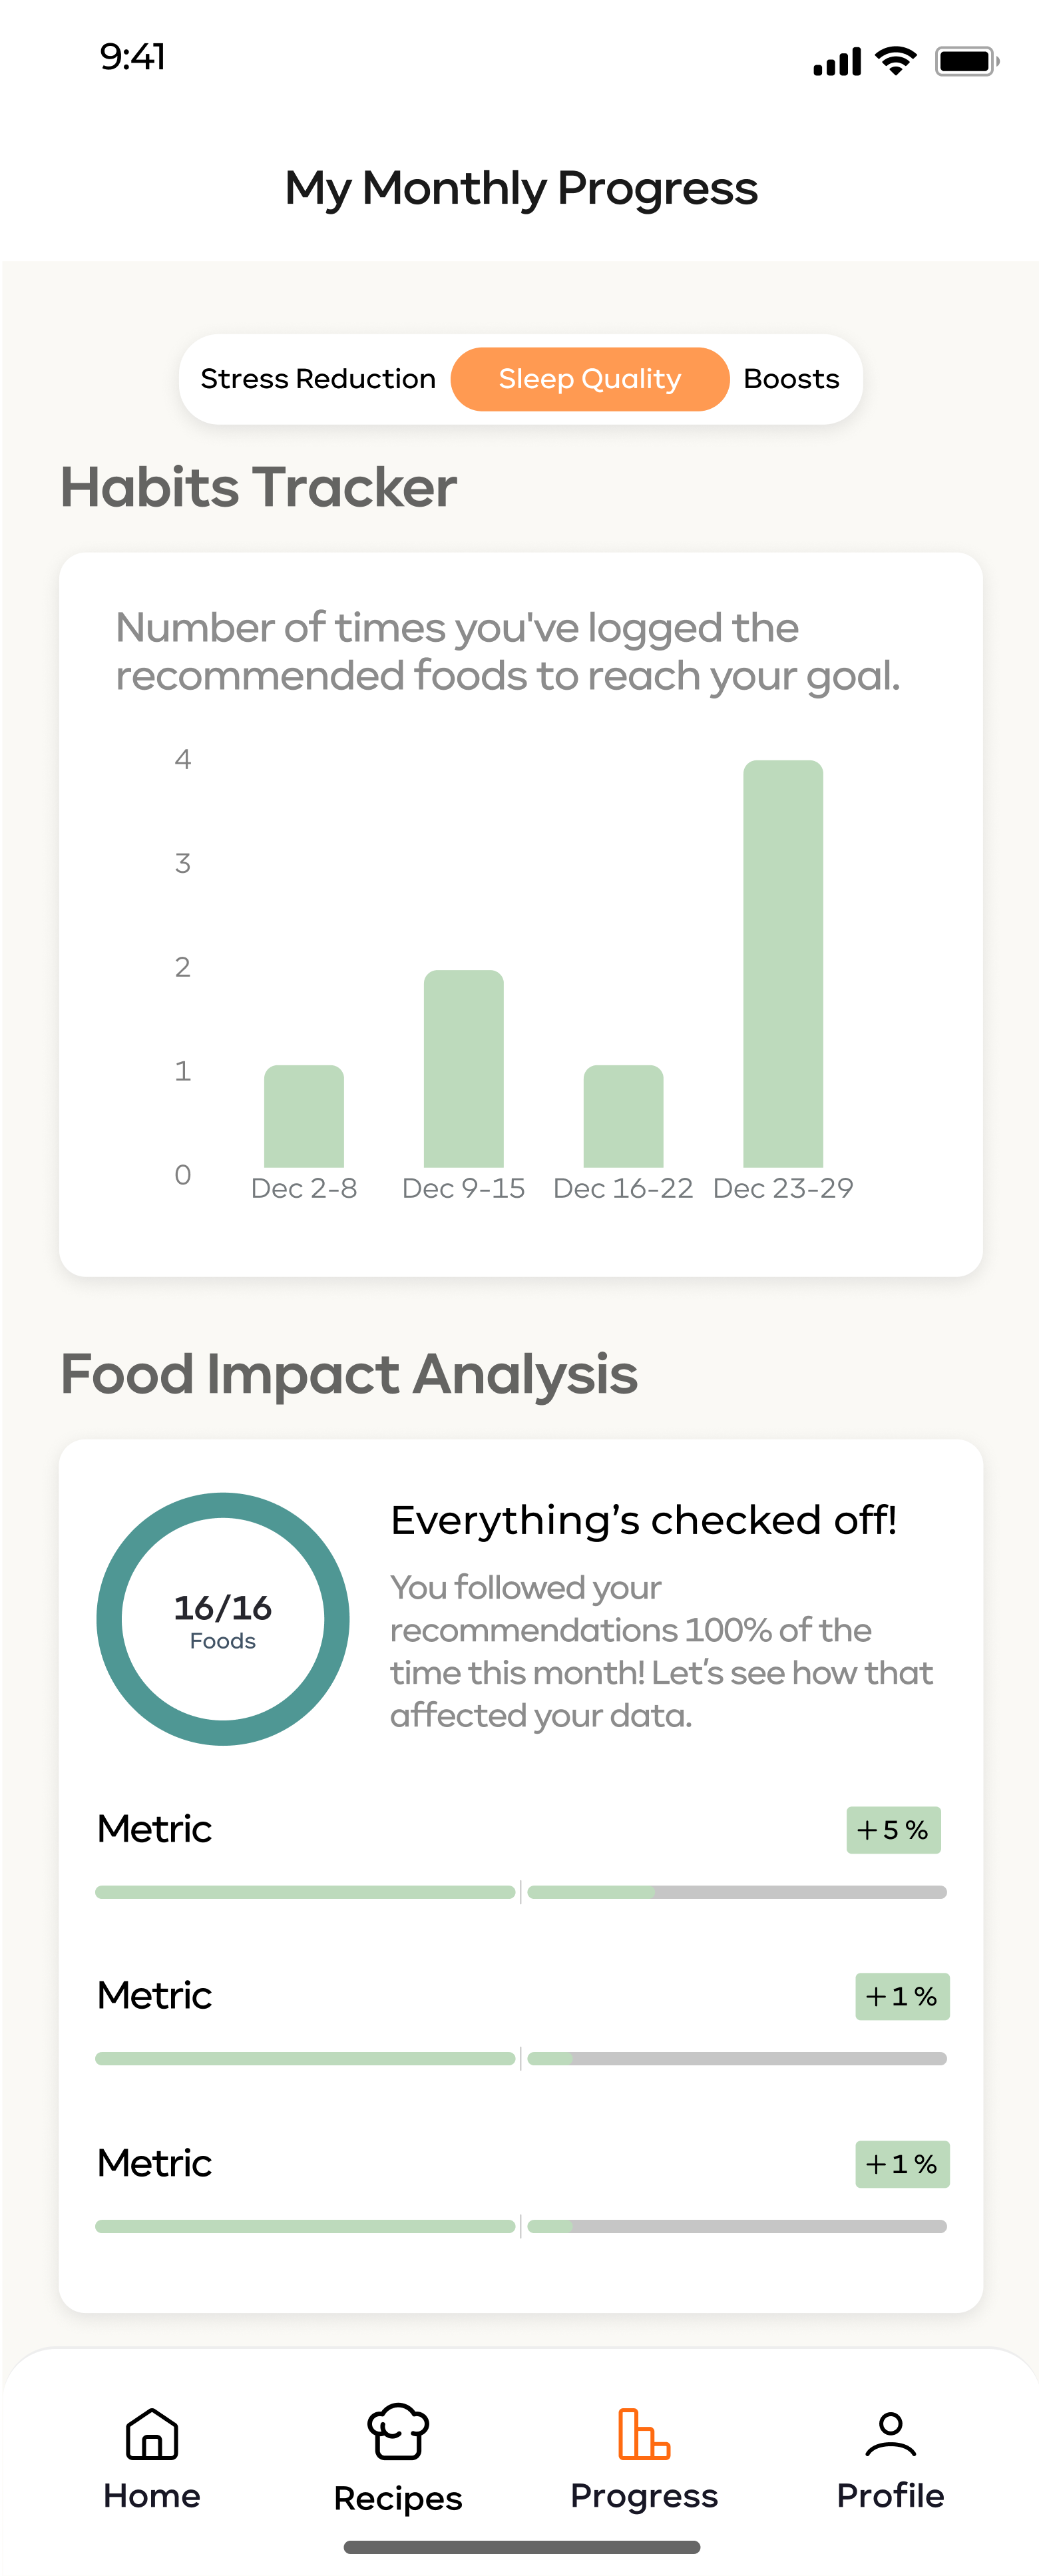 9:41
My Monthly Progress
Stress Reduction Sleep Quality Boosts
Habits Tracker
Number of times you've logged the
recommended foods to reach your goal.
4
3
2
1
0
Dec 2-8 Dec 9-15 Dec 16-22 Dec 23-29
Food Impact Analysis
16/16
Foods
Everything’s checked off!
You followed your
recommendations 100% of the
time this month! Let’s see how that
affected your data.
Metric +5 %
Metric +1 %
Metric +1 %
Home Recipes Progress Profile